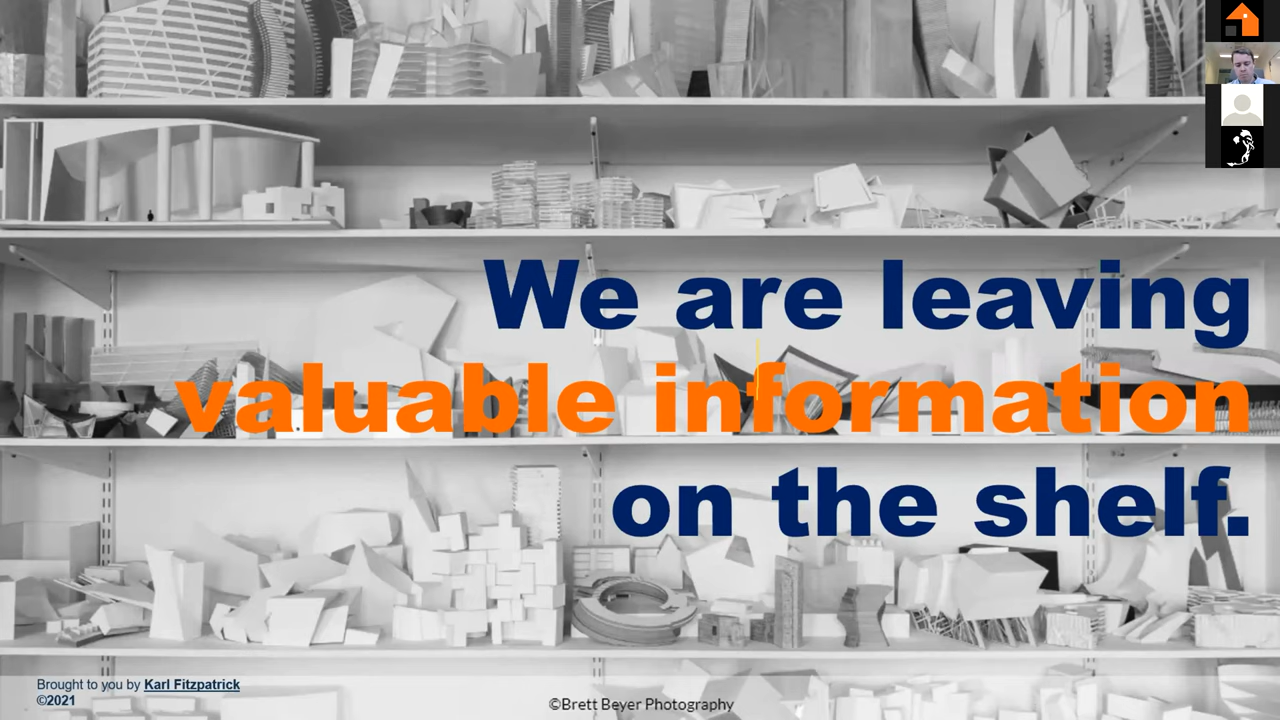 We are leaving
valuable information
on the shelf.
Brought to you by Karl Fitzpatrick
©2021
©Brett Beyer Photography